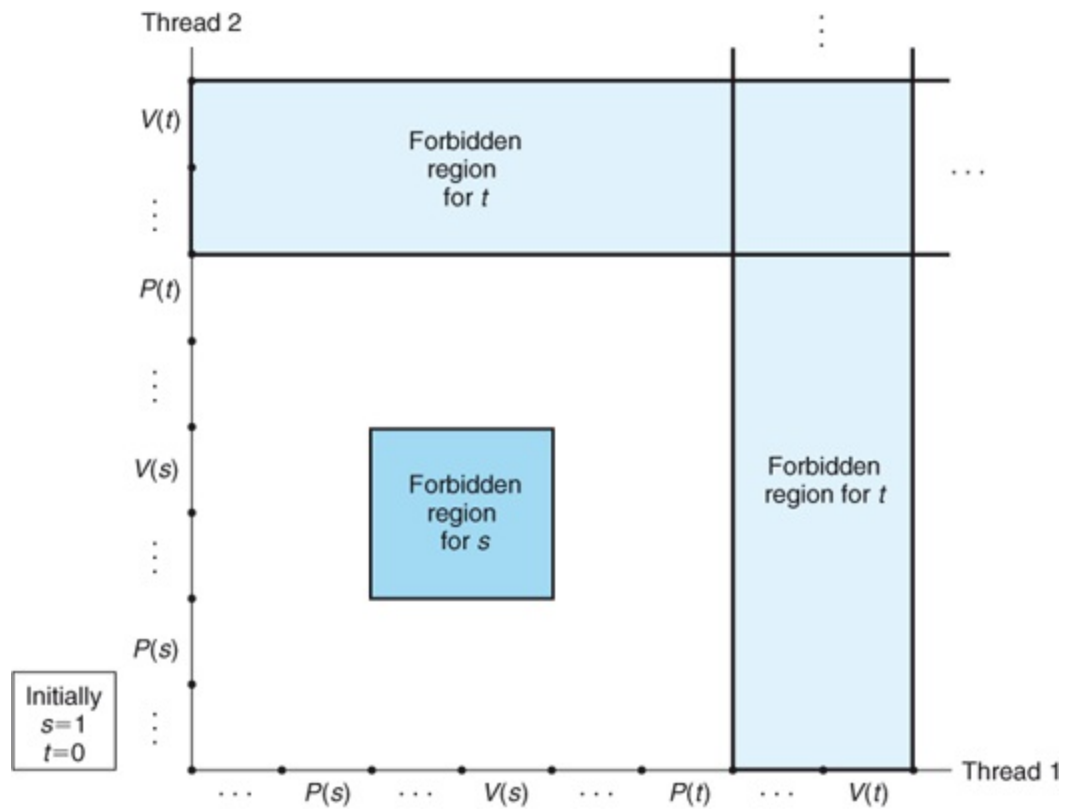 Thread 2
⋮
V(t)
Forbidden
region
for t
. . .
⋮
P(t)
⋮
V(s)
Forbidden
region for t
Forbidden
region
for s
⋮
P(s)
Initially
s=1
t=0
⋮
Thread 1
. . . P(s) . . . V(s) . . . P(t) . . . V(t)